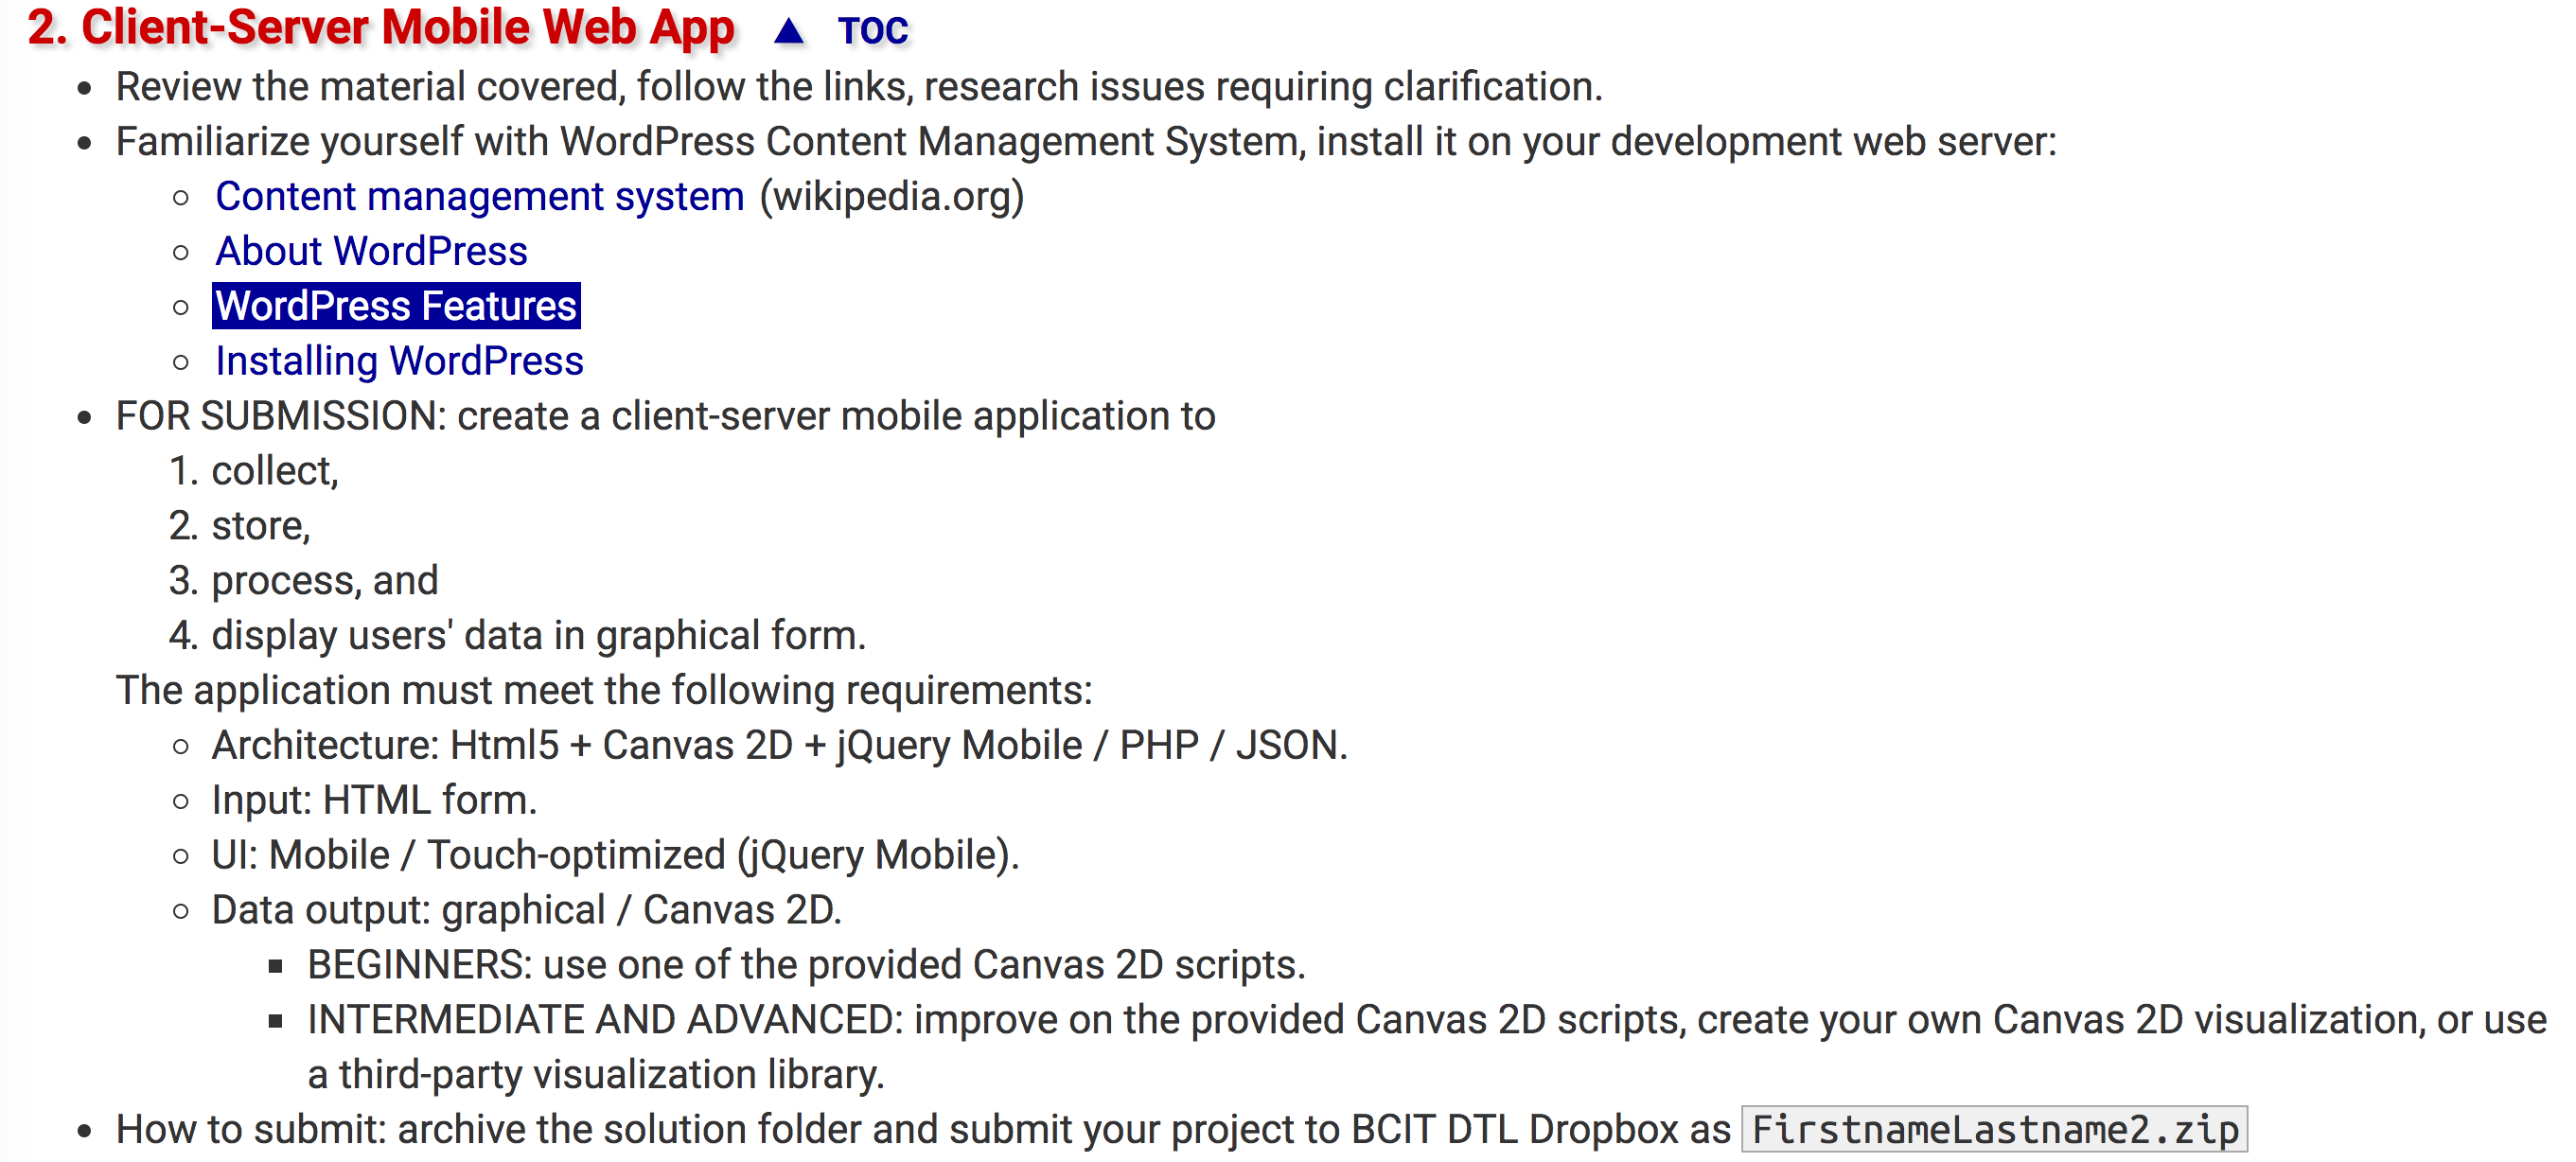 2. Client-Server Mobile Web App ▲ TOC
• Review the material covered, follow the links, research issues requiring clarification.
• Familiarize yourself with WordPress Content Management System, install it on your development web server:
○ Content management system (wikipedia.org)
○ About WordPress
○ WordPress Features
○ Installing WordPress
• FOR SUBMISSION: create a client-server mobile application to
1. collect,
2. store,
3. process, and
4. display users' data in graphical form.
The application must meet the following requirements:
○ Architecture: Html5 + Canvas 2D + jQuery Mobile / PHP / JSON.
○ Input: HTML form.
○ UI: Mobile / Touch-optimized (jQuery Mobile).
○ Data output: graphical / Canvas 2D.
▪ BEGINNERS: use one of the provided Canvas 2D scripts.
▪ INTERMEDIATE AND ADVANCED: improve on the provided Canvas 2D scripts, create your own Canvas 2D visualization, or use
a third-party visualization library.
• How to submit: archive the solution folder and submit your project to BCIT DTL Dropbox as FirstnameLastname2.zip